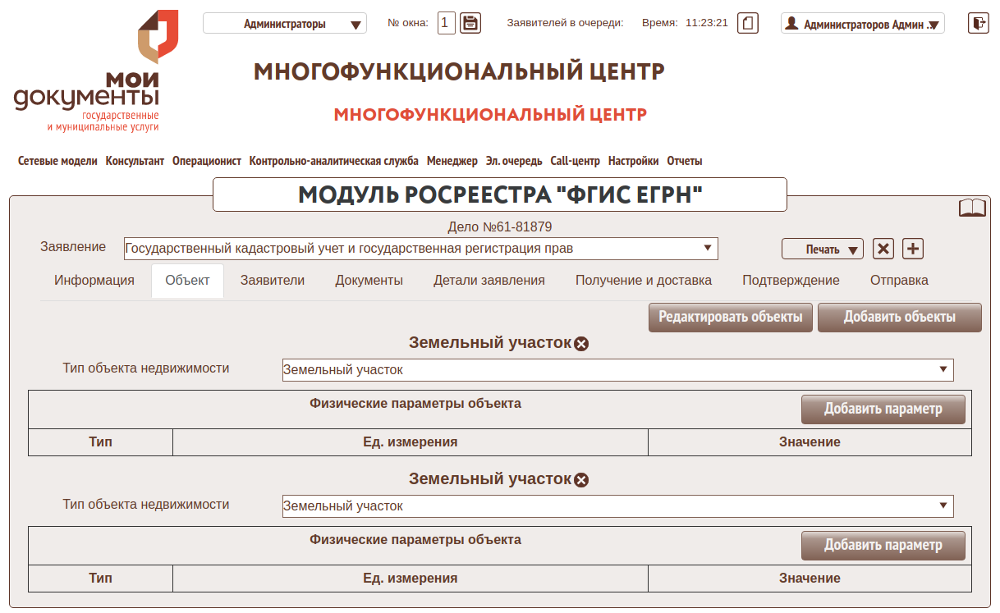 Администраторы № окна: 1 Заявителей в очереди: Время: 11:23:21 Администраторов Админ ..
МОИ
документы
государственные
и муниципальные услуги
МНОГОФУНКЦИОНАЛЬНЫЙ ЦЕНТР
МНОГОФУНКЦИОНАЛЬНЫЙ ЦЕНТР
Сетевые модели Консультант Операционист Контрольно-аналитическая служба Менеджер Эл. очередь Call-центр Настройки Отчеты
МОДУЛЬ РОСРЕЕСТРА "ФГИС ЕГРН"
Дело №61-81879
Заявление Государственный кадастровый учет и государственная регистрация прав Печать
Информация Объект Заявители Документы Детали заявления Получение и доставка Подтверждение Отправка
Редактировать объекты Добавить объекты
Земельный участок
Тип объекта недвижимости Земельный участок
Физические параметры объекта Добавить параметр
Тип Ед. измерения Значение
Земельный участок
Тип объекта недвижимости Земельный участок
Физические параметры объекта Добавить параметр
Тип Ед. измерения Значение